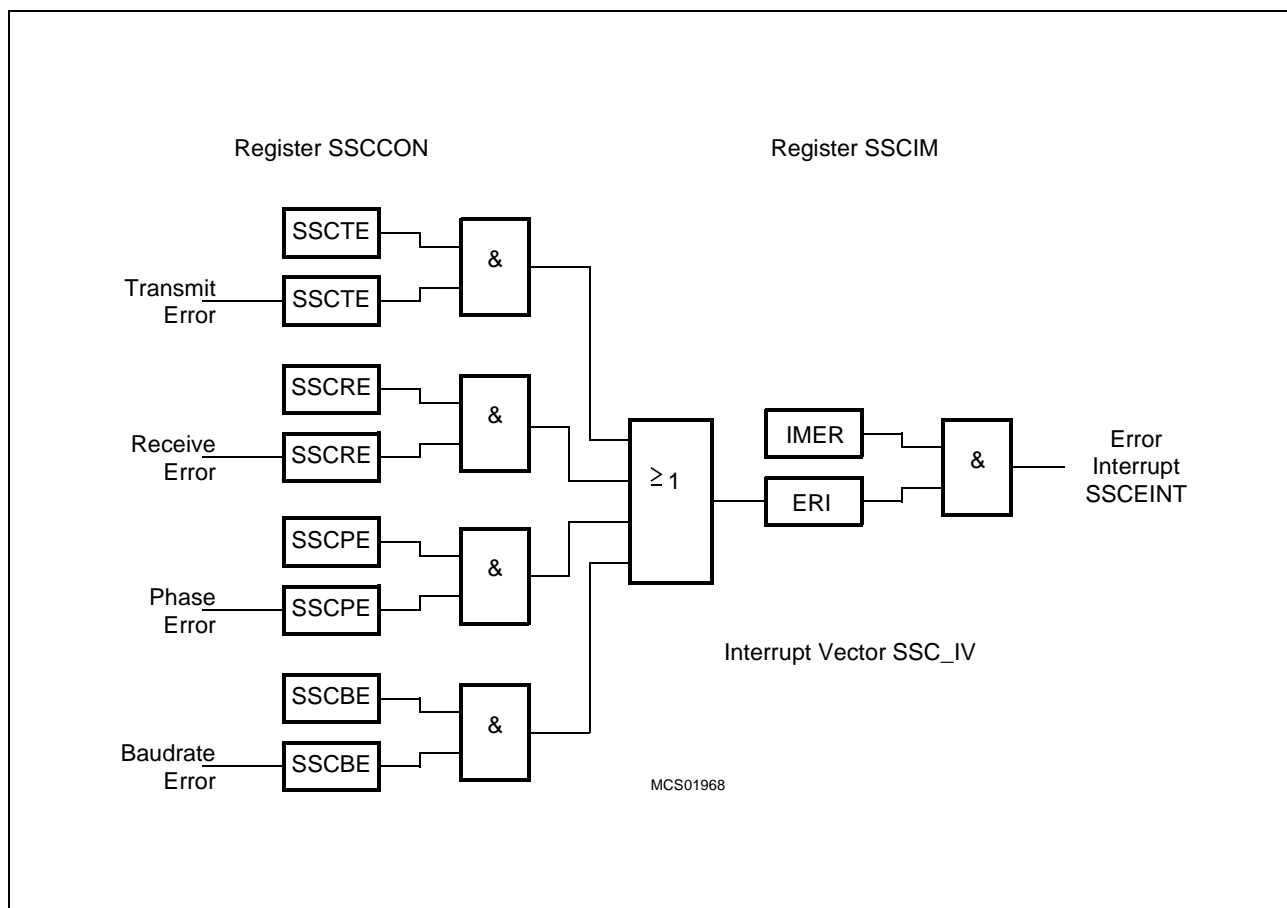 Register SSCCON
Register SSCIM
SSCTE
&
Transmit
Error
SSCTE
SSCRE
&
Receive
Error
SSCRE
≥ 1
IMER
&
ERI
Error
Interrupt
SSCEINT
SSCPE
&
Phase
Error
SSCPE
Interrupt Vector SSC_IV
SSCBE
&
Baudrate
Error
SSCBE
MCS01968